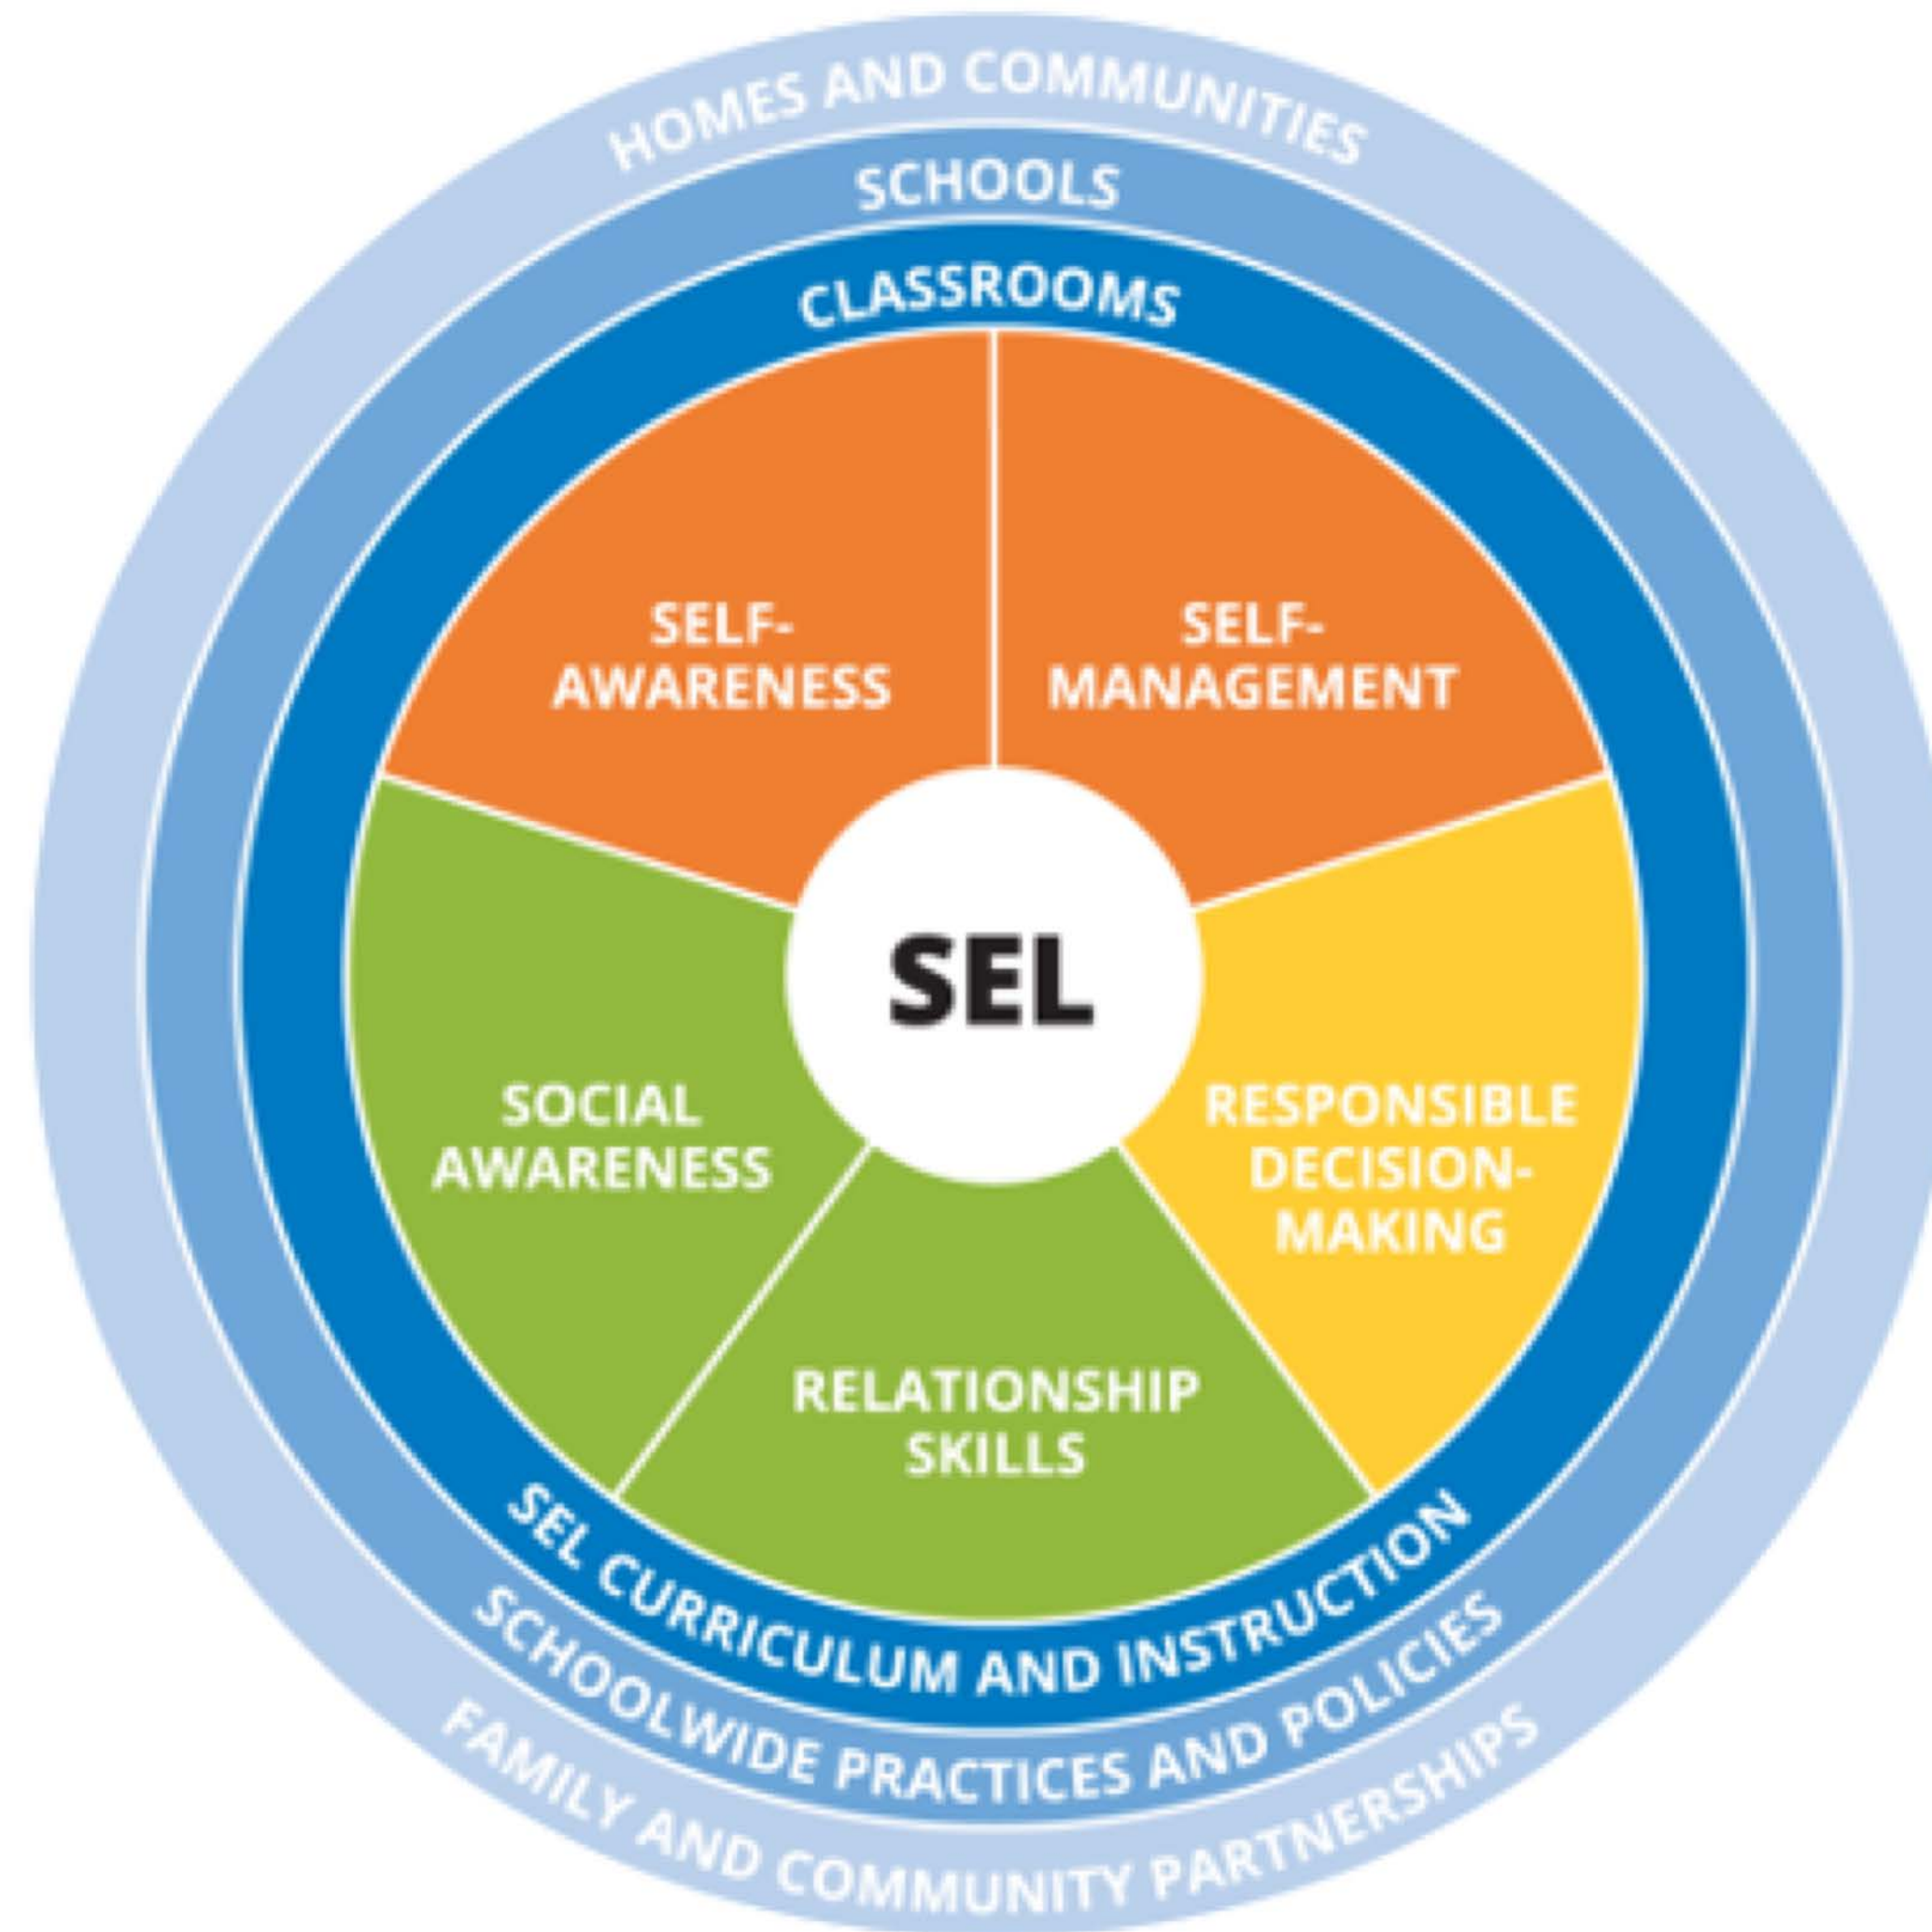 HOMES AND COMMUNITIES
SCHOOLS
CLASSROOMS
SELF-
AWARENESS
SELF-
MANAGEMENT
SEL
SOCIAL
AWARENESS
RESPONSIBLE
DECISION-
MAKING
RELATIONSHIP
SKILLS
SEL CURRICULUM AND INSTRUCTION
SCHOOLWIDE PRACTICES AND POLICIES
FAMILY AND COMMUNITY PARTNERSHIPS